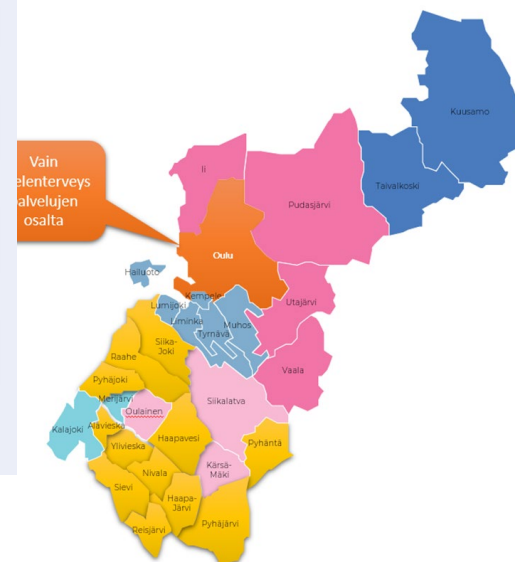 Kuusamo
Ii
Vain
elenterveys
alvelujen
osalta
Taivalkoski
Pudasjärvi
Oulu
Hailuoto
Kempele
Utajärvi
Lumijoki
Liminka
Muhos
Tyrnävä
Siika-
Joki
Raahe
Vaala
Pyhäjoki
Merijärvi
Siikalatva
Oulainen
Alavieska
Kalajoki
Haapavesi
Pyhäntä
Ylivieska
Kärsä-
Mäki
Nivala
Sievi
Haapa-
Järvi
Pyhäjärvi
Reisjärvi